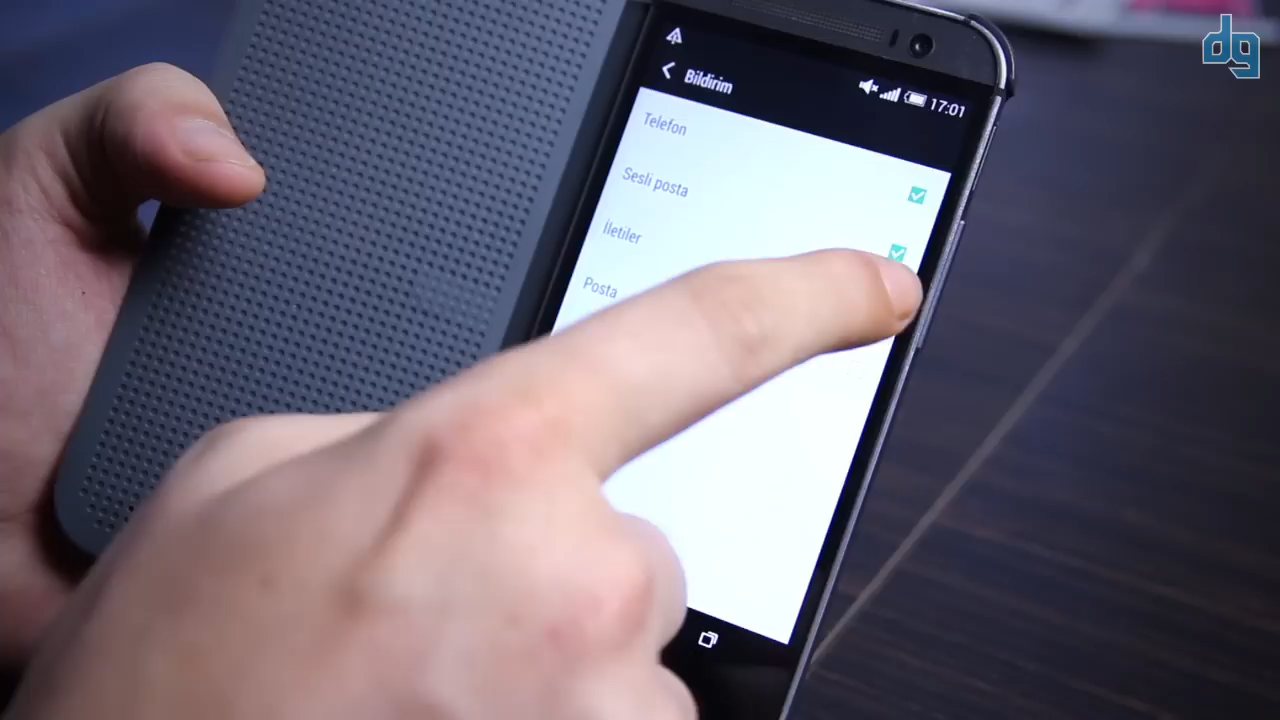 dg
Bildirim
17:01
Telefon
Sesli posta
İletiler
Posta